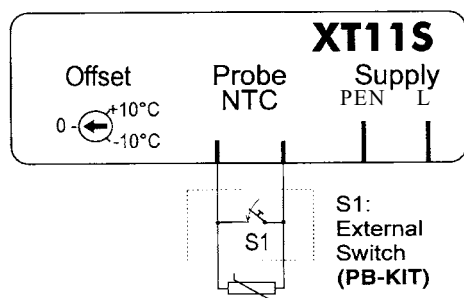 XT11S
Offset
Probe
NTC
Supply
PEN L
0 -
+10°C
-10°C
S1
S1:
External
Switch
(PB-KIT)